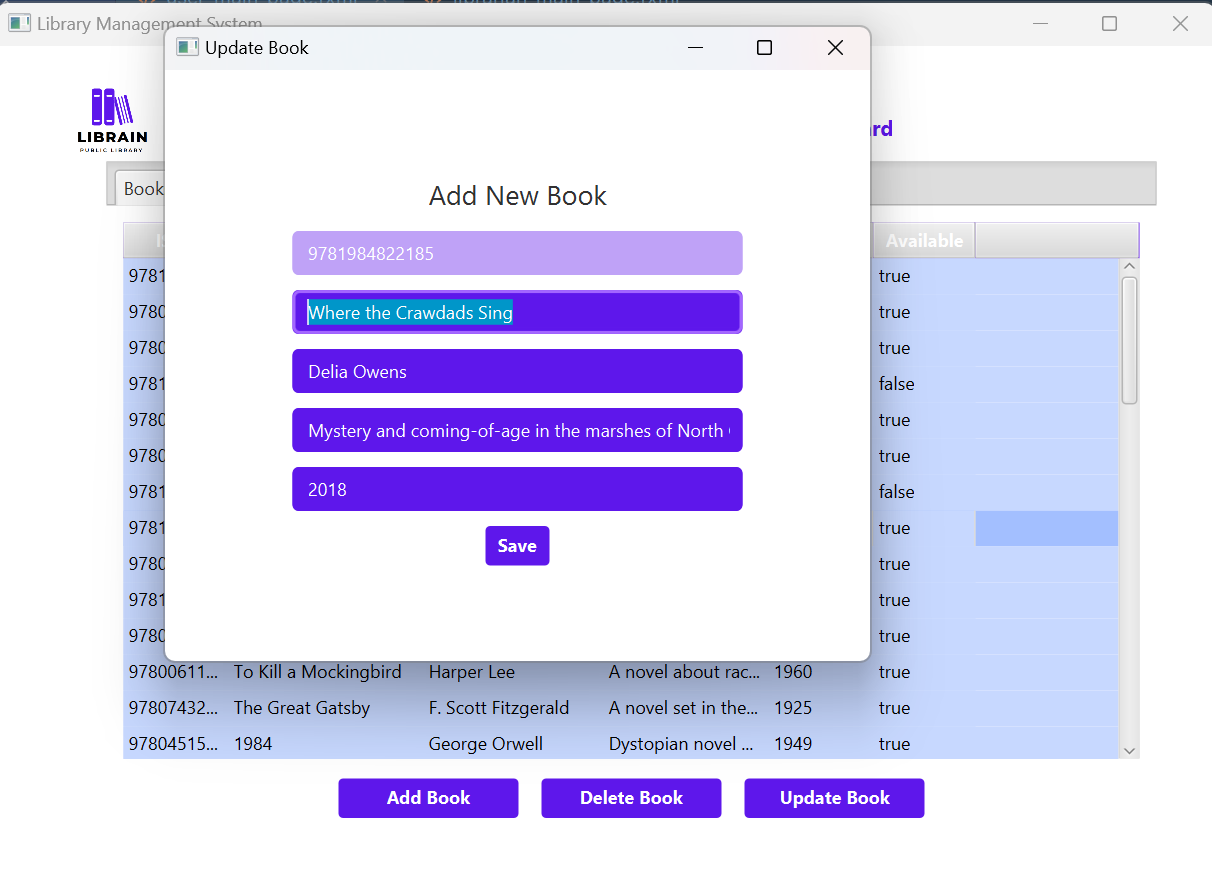 Library Management System
Update Book
LIBRAIN
PUBLIC LIBRARY
rd
Book
Add New Book
9781984822185
Where the Crawdads Sing
Delia Owens
Mystery and coming-of-age in the marshes of North
2018
Save
Available
9781 true
9780 true
9780 true
9781 false
9780 true
9780 true
9781 false
9781 true
9780 true
9781 true
9780 true
97800611... To Kill a Mockingbird Harper Lee A novel about rac... 1960 true
97807432... The Great Gatsby F. Scott Fitzgerald A novel set in the... 1925 true
97804515... 1984 George Orwell Dystopian novel ... 1949 true
Add Book Delete Book Update Book